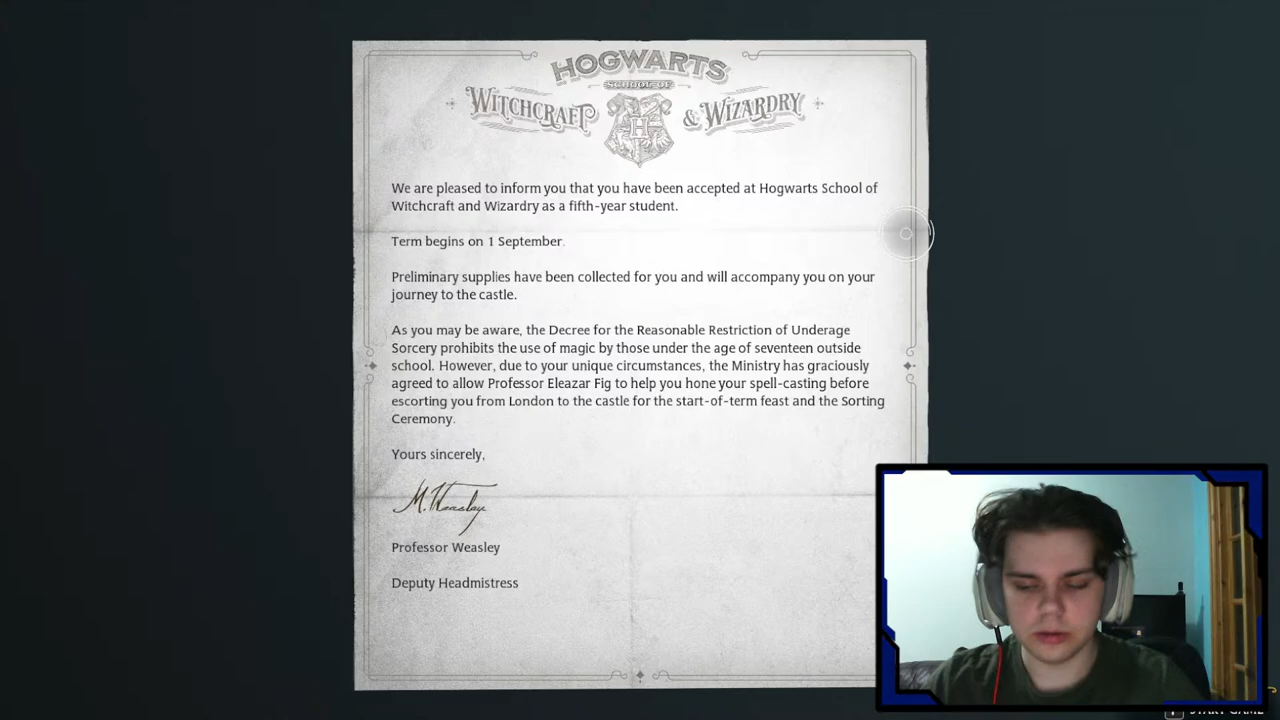 HOGWARTS
SCHOOL OF
WITCHCRAFT & WIZARDRY
H
We are pleased to inform you that you have been accepted at Hogwarts School of
Witchcraft and Wizardry as a fifth-year student.
Term begins on 1 September.
Preliminary supplies have been collected for you and will accompany you on your
journey to the castle.
As you may be aware, the Decree for the Reasonable Restriction of Underage
Sorcery prohibits the use of magic by those under the age of seventeen outside
school. However, due to your unique circumstances, the Ministry has graciously
agreed to allow Professor Eleazar Fig to help you hone your spell-casting before
escorting you from London to the castle for the start-of-term feast and the Sorting
Ceremony.
Yours sincerely,
M. Weasley
Professor Weasley
Deputy Headmistress
START GAME